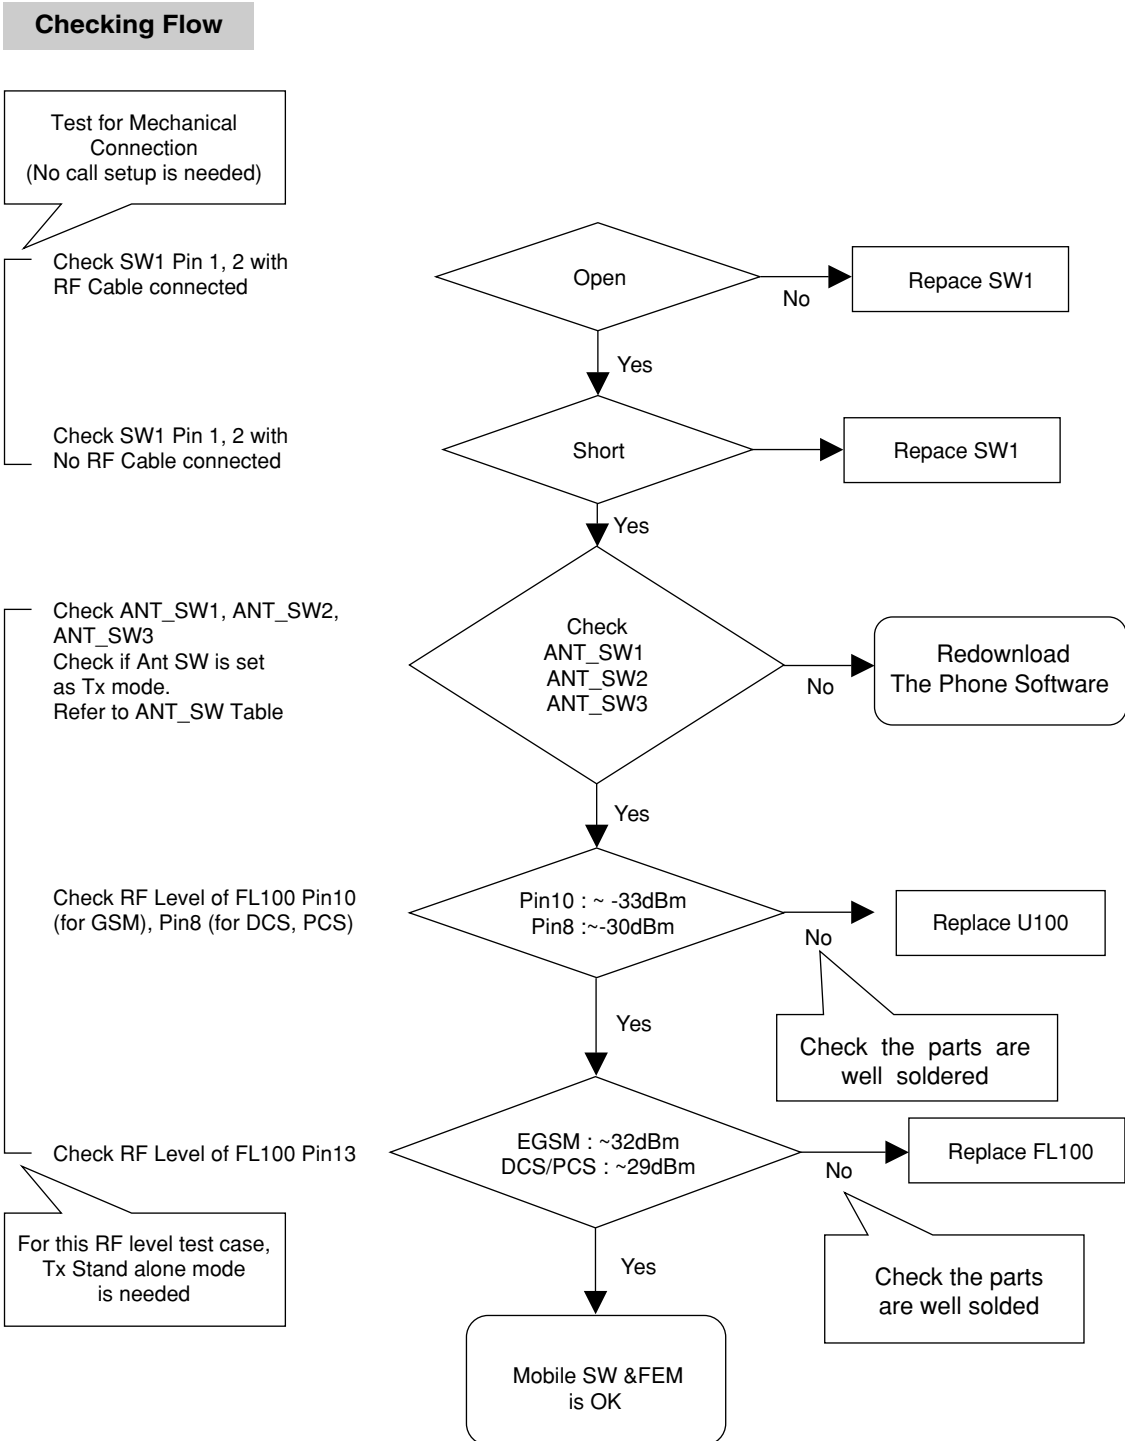 Checking Flow
Test for Mechanical
Connection
(No call setup is needed)
Check SW1 Pin 1, 2 with
RF Cable connected
Open
No
Repace SW1
Yes
Check SW1 Pin 1, 2 with
No RF Cable connected
Short
Repace SW1
Yes
Check ANT_SW1, ANT_SW2,
ANT_SW3
Check if Ant SW is set
as Tx mode.
Refer to ANT_SW Table
Check
ANT_SW1
ANT_SW2
ANT_SW3
No
Redownload
The Phone Software
Yes
Check RF Level of FL100 Pin10
(for GSM), Pin8 (for DCS, PCS)
Pin10 : ~ -33dBm
Pin8 :~-30dBm
No
Replace U100
Check the parts are
well soldered
Yes
Check RF Level of FL100 Pin13
EGSM : ~32dBm
DCS/PCS : ~29dBm
No
Replace FL100
Check the parts
are well solded
For this RF level test case,
Tx Stand alone mode
is needed
Yes
Mobile SW &FEM
is OK